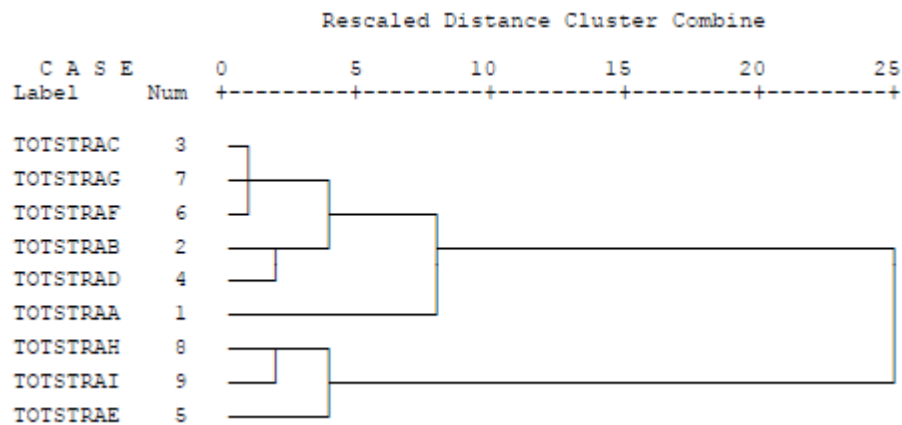 Rescaled Distance Cluster Combine
C A S E 0 5 10 15 20 25
Label Num +---------+---------+---------+---------+---------+
TOTSTRAC 3
TOTSTRAG 7
TOTSTRAF 6
TOTSTRAB 2
TOTSTRAD 4
TOTSTRAA 1
TOTSTRAH 8
TOTSTRAI 9
TOTSTRAE 5